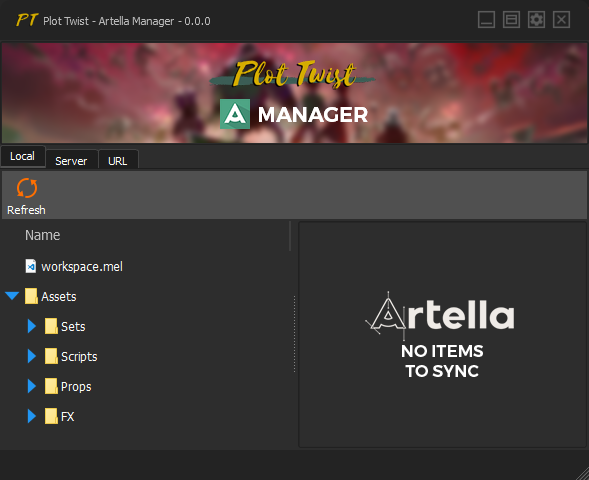 PT Plot Twist - Artella Manager - 0.0.0
Plot Twist
A MANAGER
Local Server URL
Refresh
Name
workspace.mel
Assets
Sets
Scripts
Props
FX
Artella
NO ITEMS
TO SYNC